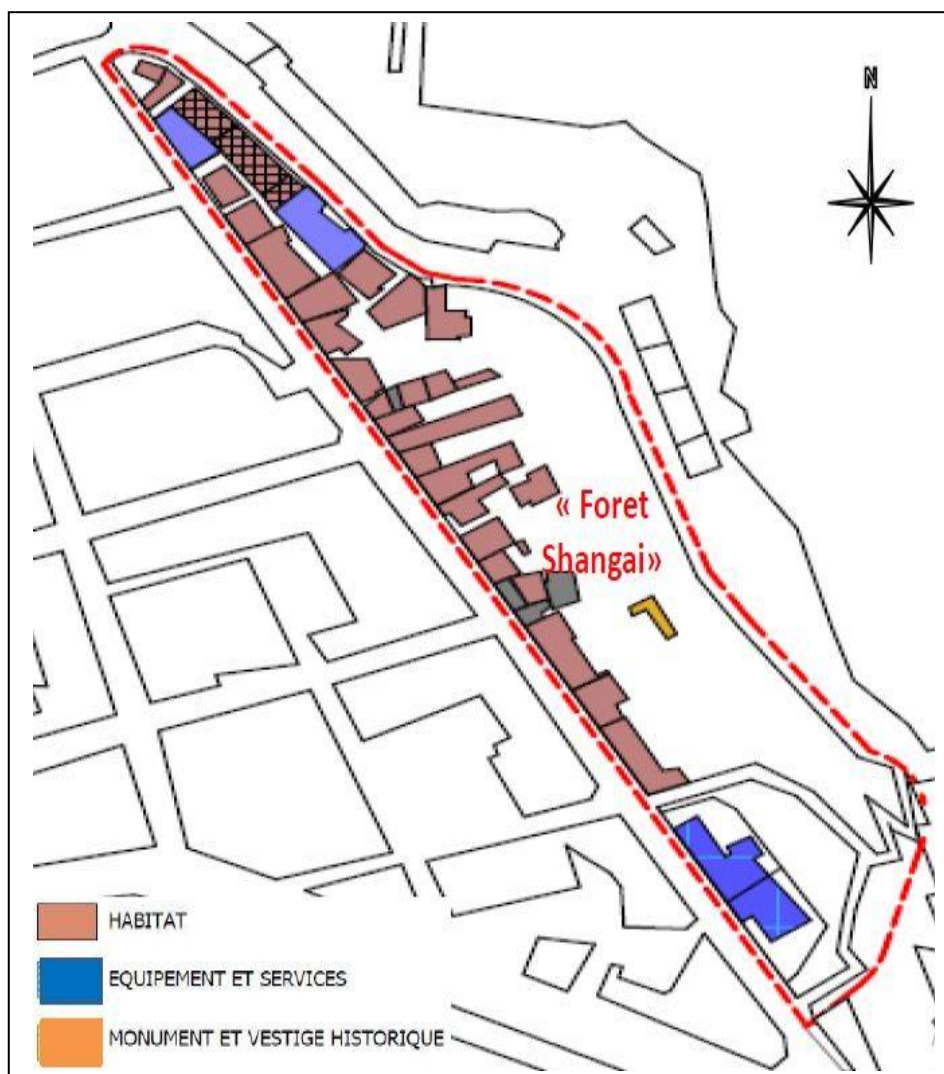 N
« Foret
Shangai»
HABITAT
EQUIPEMENT ET SERVICES
MONUMENT ET VESTIGE HISTORIQUE